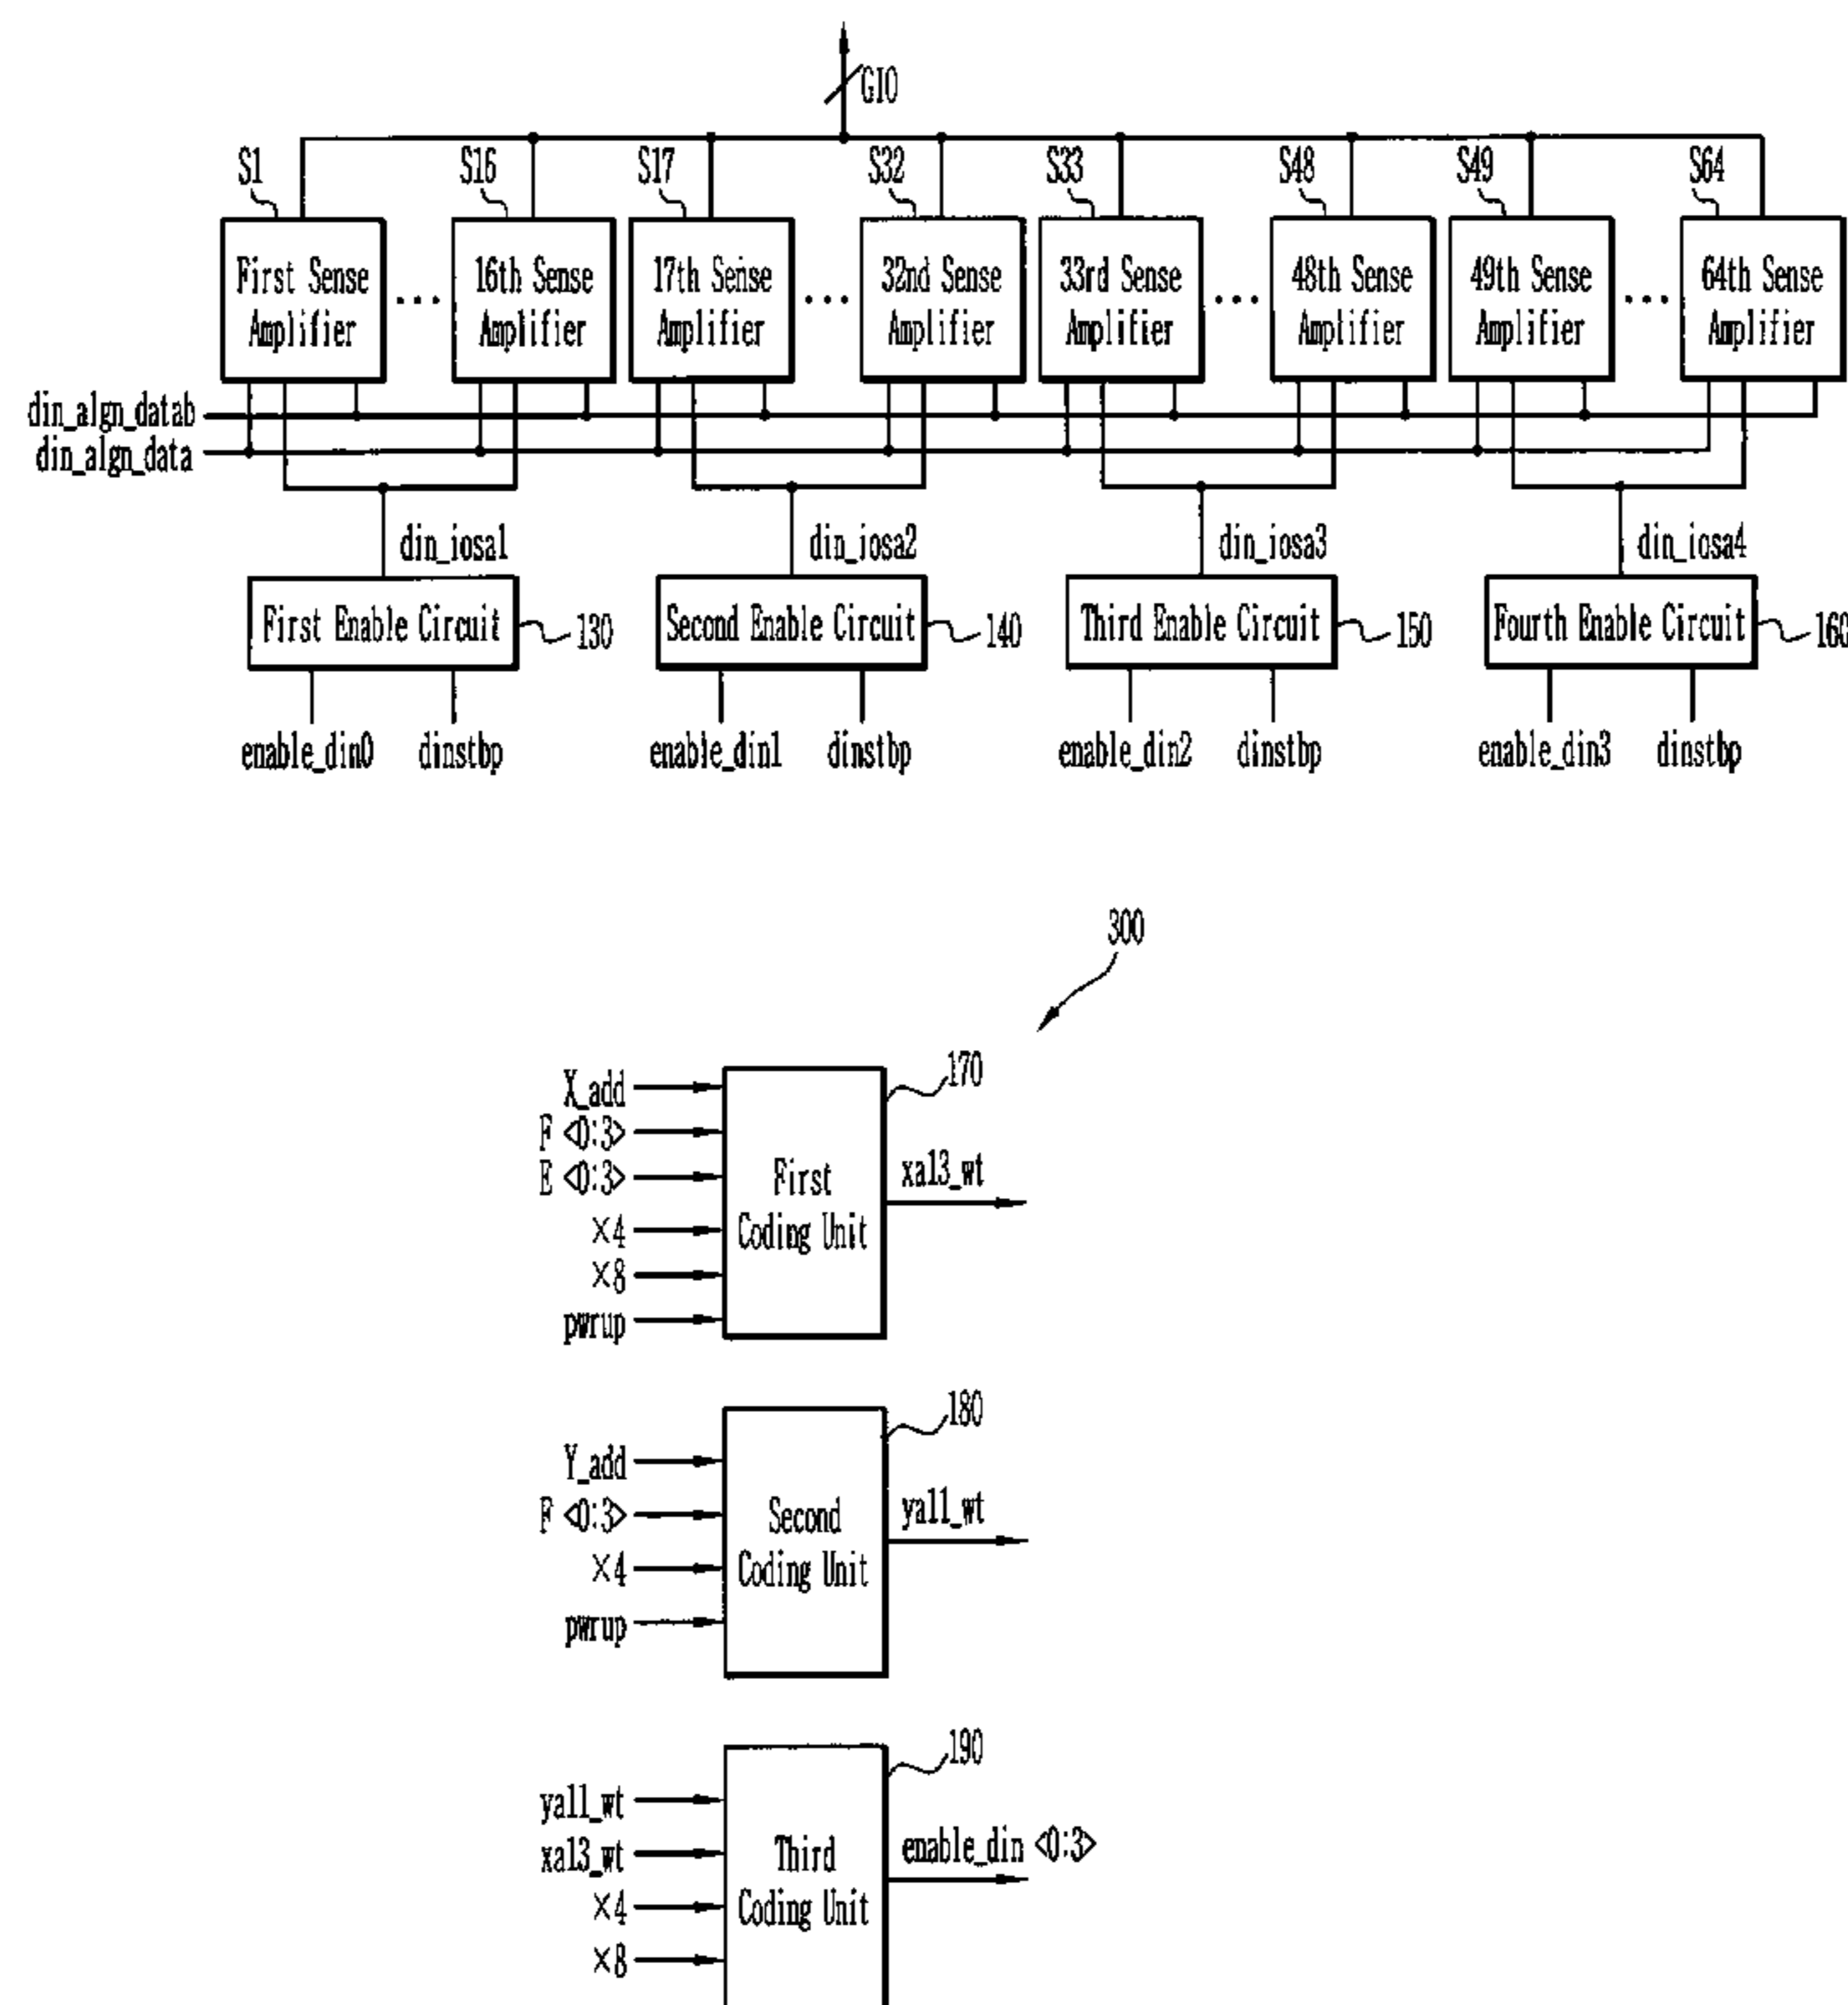 GIO
S1 S16 S17 S32 S33 S48 S49 S64
First Sense Amplifier
... 
16th Sense Amplifier
17th Sense Amplifier
...
32nd Sense Amplifier
33rd Sense Amplifier
...
48th Sense Amplifier
49th Sense Amplifier
...
64th Sense Amplifier
din_algn_datab
din_algn_data
din_iosa1 din_iosa2 din_iosa3 din_iosa4
First Enable Circuit 130
Second Enable Circuit 140
Third Enable Circuit 150
Fourth Enable Circuit 160
enable_din0 dinstbp enable_din1 dinstbp enable_din2 dinstbp enable_din3 dinstbp
300
170
X_add
F <0:3>
E <0:3>
×4
×8
pwrup
First
Coding Unit
xa13_wt
180
Y_add
F <0:3>
×4
pwrup
Second
Coding Unit
ya11_wt
190
ya11_wt
xa13_wt
×4
×8
Third
Coding Unit
enable_din <0:3>